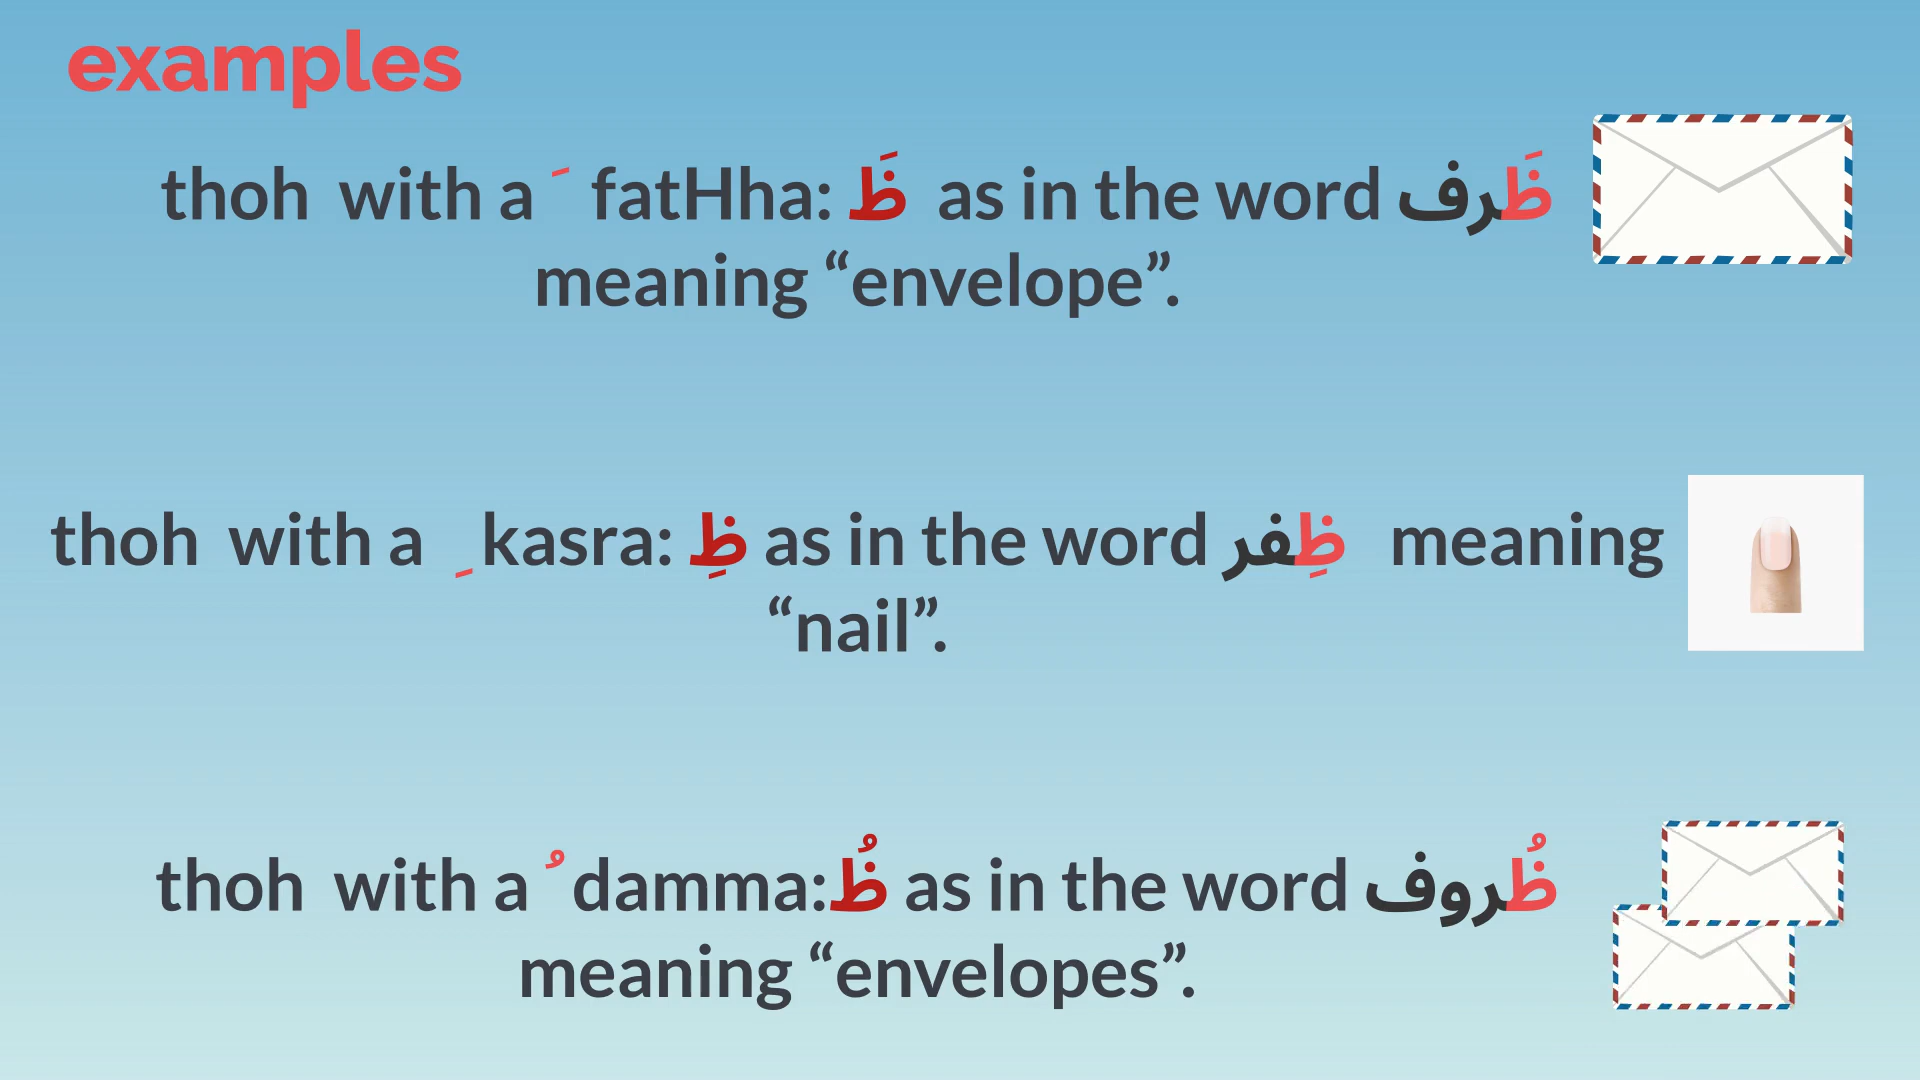 examples
thoh with a َ fatHha: ظَ as in the word ظَرف
meaning “envelope”.
thoh with a ِ kasra: ظِ as in the word ظِفر meaning
“nail”.
thoh with a ُ damma:ظُ as in the word ظُروف
meaning “envelopes”.